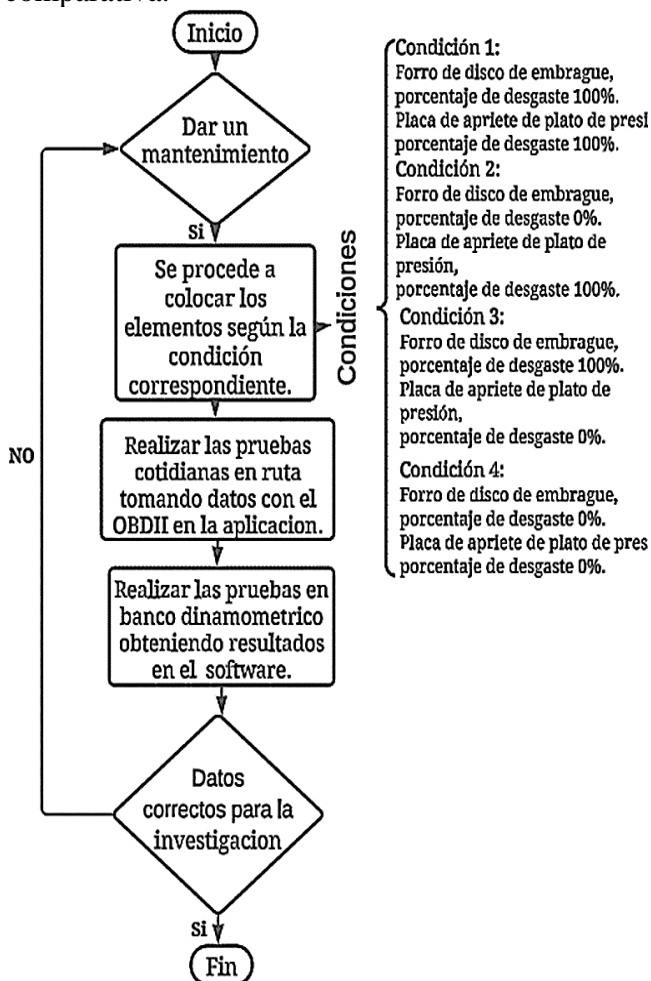 comparativa.
Inicio
Dar un
mantenimiento
si
Se procede a
colocar los
elementos según la
condición
correspondiente.
Condiciones
Condición 1:
Forro de disco de embrague,
porcentaje de desgaste 100%.
Placa de apriete de plato de presi
porcentaje de desgaste 100%.
Condición 2:
Forro de disco de embrague,
porcentaje de desgaste 0%.
Placa de apriete de plato de
presión,
porcentaje de desgaste 100%.
Condición 3:
Forro de disco de embrague,
porcentaje de desgaste 100%.
Placa de apriete de plato de
presión,
porcentaje de desgaste 0%.
Condición 4:
Forro de disco de embrague,
porcentaje de desgaste 0%.
Placa de apriete de plato de pres
porcentaje de desgaste 0%.
Realizar las pruebas
cotidianas en ruta
tomando datos con el
OBDII en la aplicacion.
NO
Realizar las pruebas en
banco dinamometrico
obteniendo resultados
en el software.
Datos
correctos para la
investigacion
si
Fin